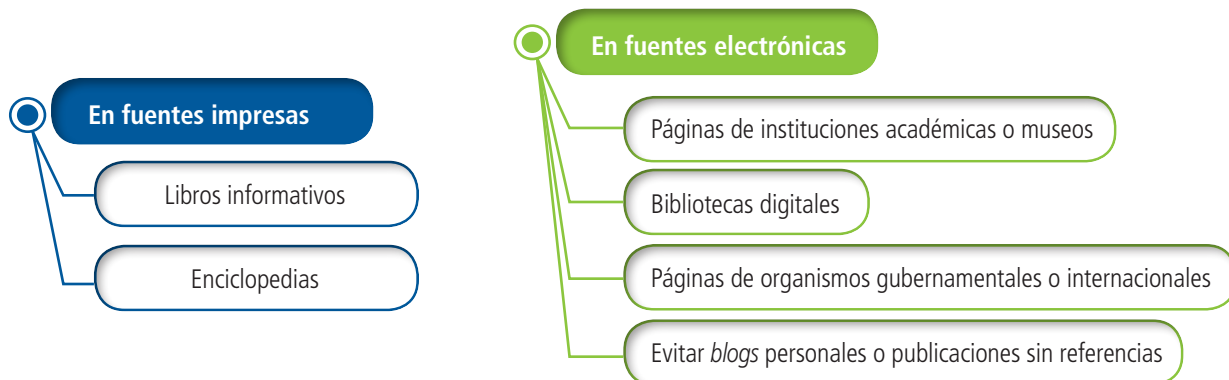 En fuentes impresas
Libros informativos
Enciclopedias
En fuentes electrónicas
Páginas de instituciones académicas o museos
Bibliotecas digitales
Páginas de organismos gubernamentales o internacionales
Evitar blogs personales o publicaciones sin referencias